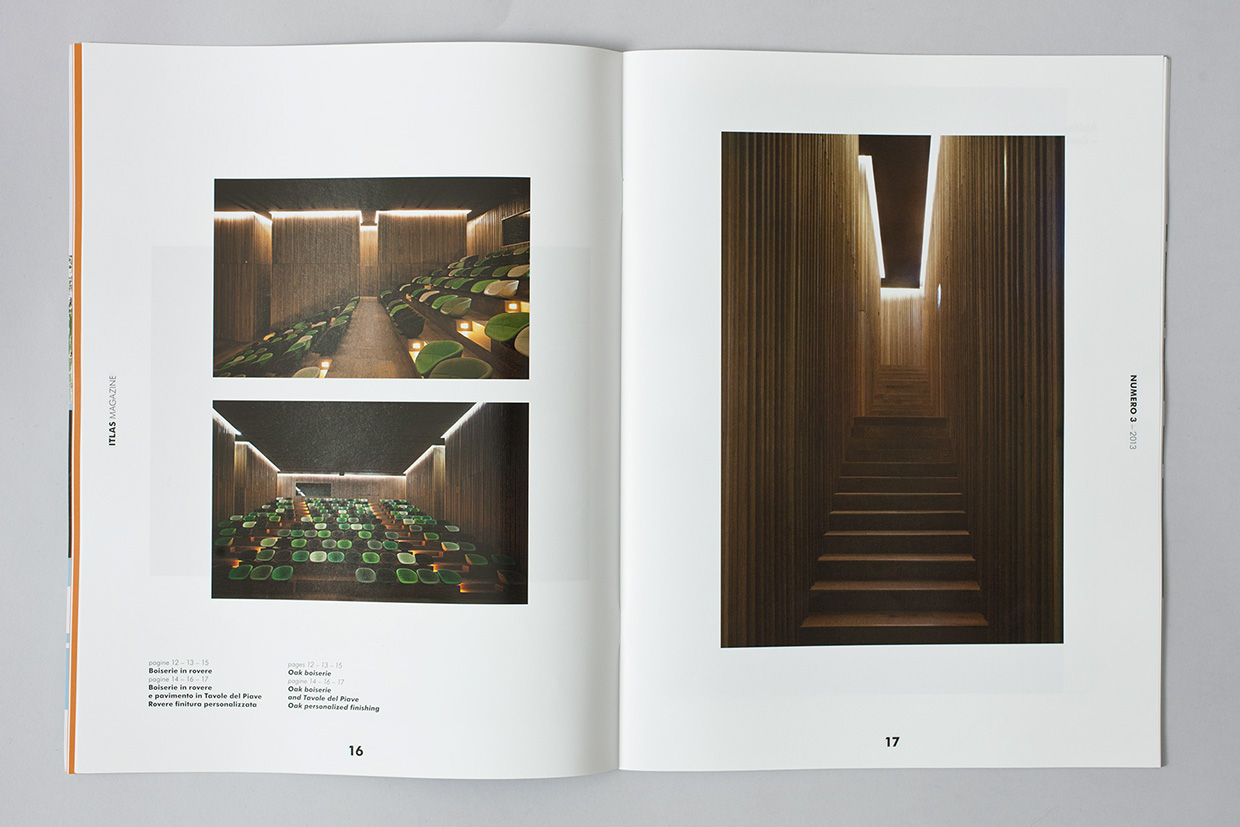 ITLAS MAGAZINE
pagine 12 – 13 – 15
Boiserie in rovere
pagine 14 – 16 – 17
Boiserie in rovere
e pavimento in Tavole del Piave
Rovere finitura personalizzata
pages 12 – 13 – 15
Oak boiserie
pagine 14 – 16 – 17
Oak boiserie
and Tavole del Piave
Oak personalized finishing
16
NUMERO 3 – 2013
17